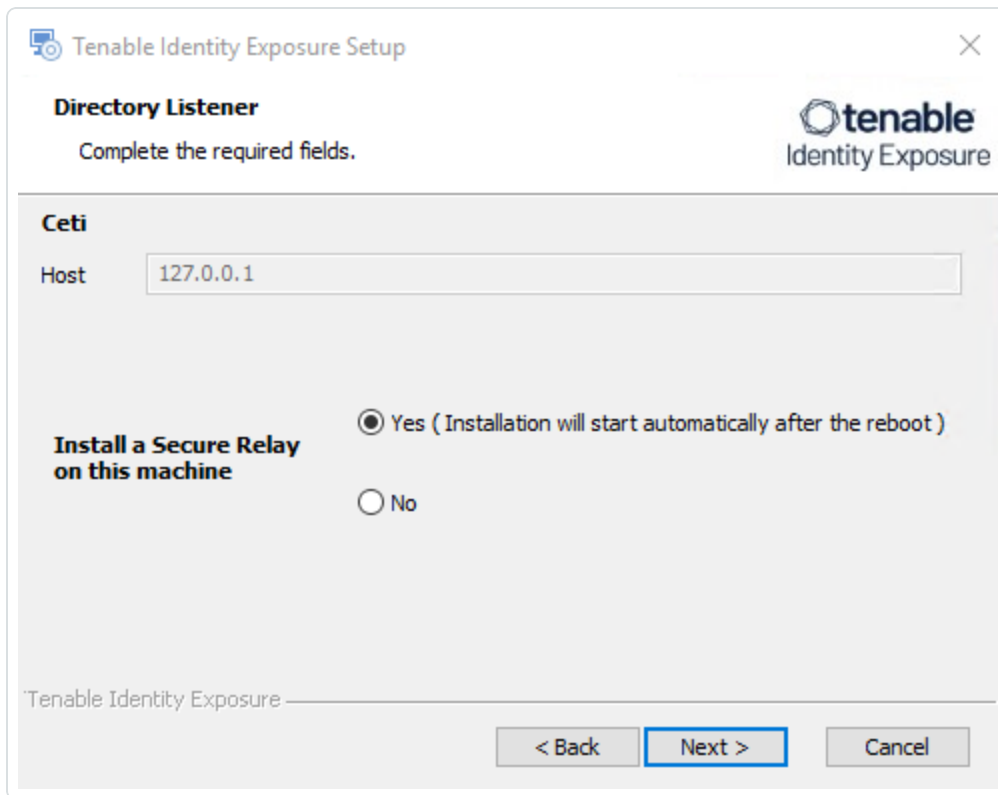 Tenable Identity Exposure Setup
Directory Listener
Complete the required fields.
tenable
Identity Exposure
Ceti
Host
127.0.0.1
Yes ( Installation will start automatically after the reboot )
Install a Secure Relay
on this machine
No
Tenable Identity Exposure
< Back
Next >
Cancel